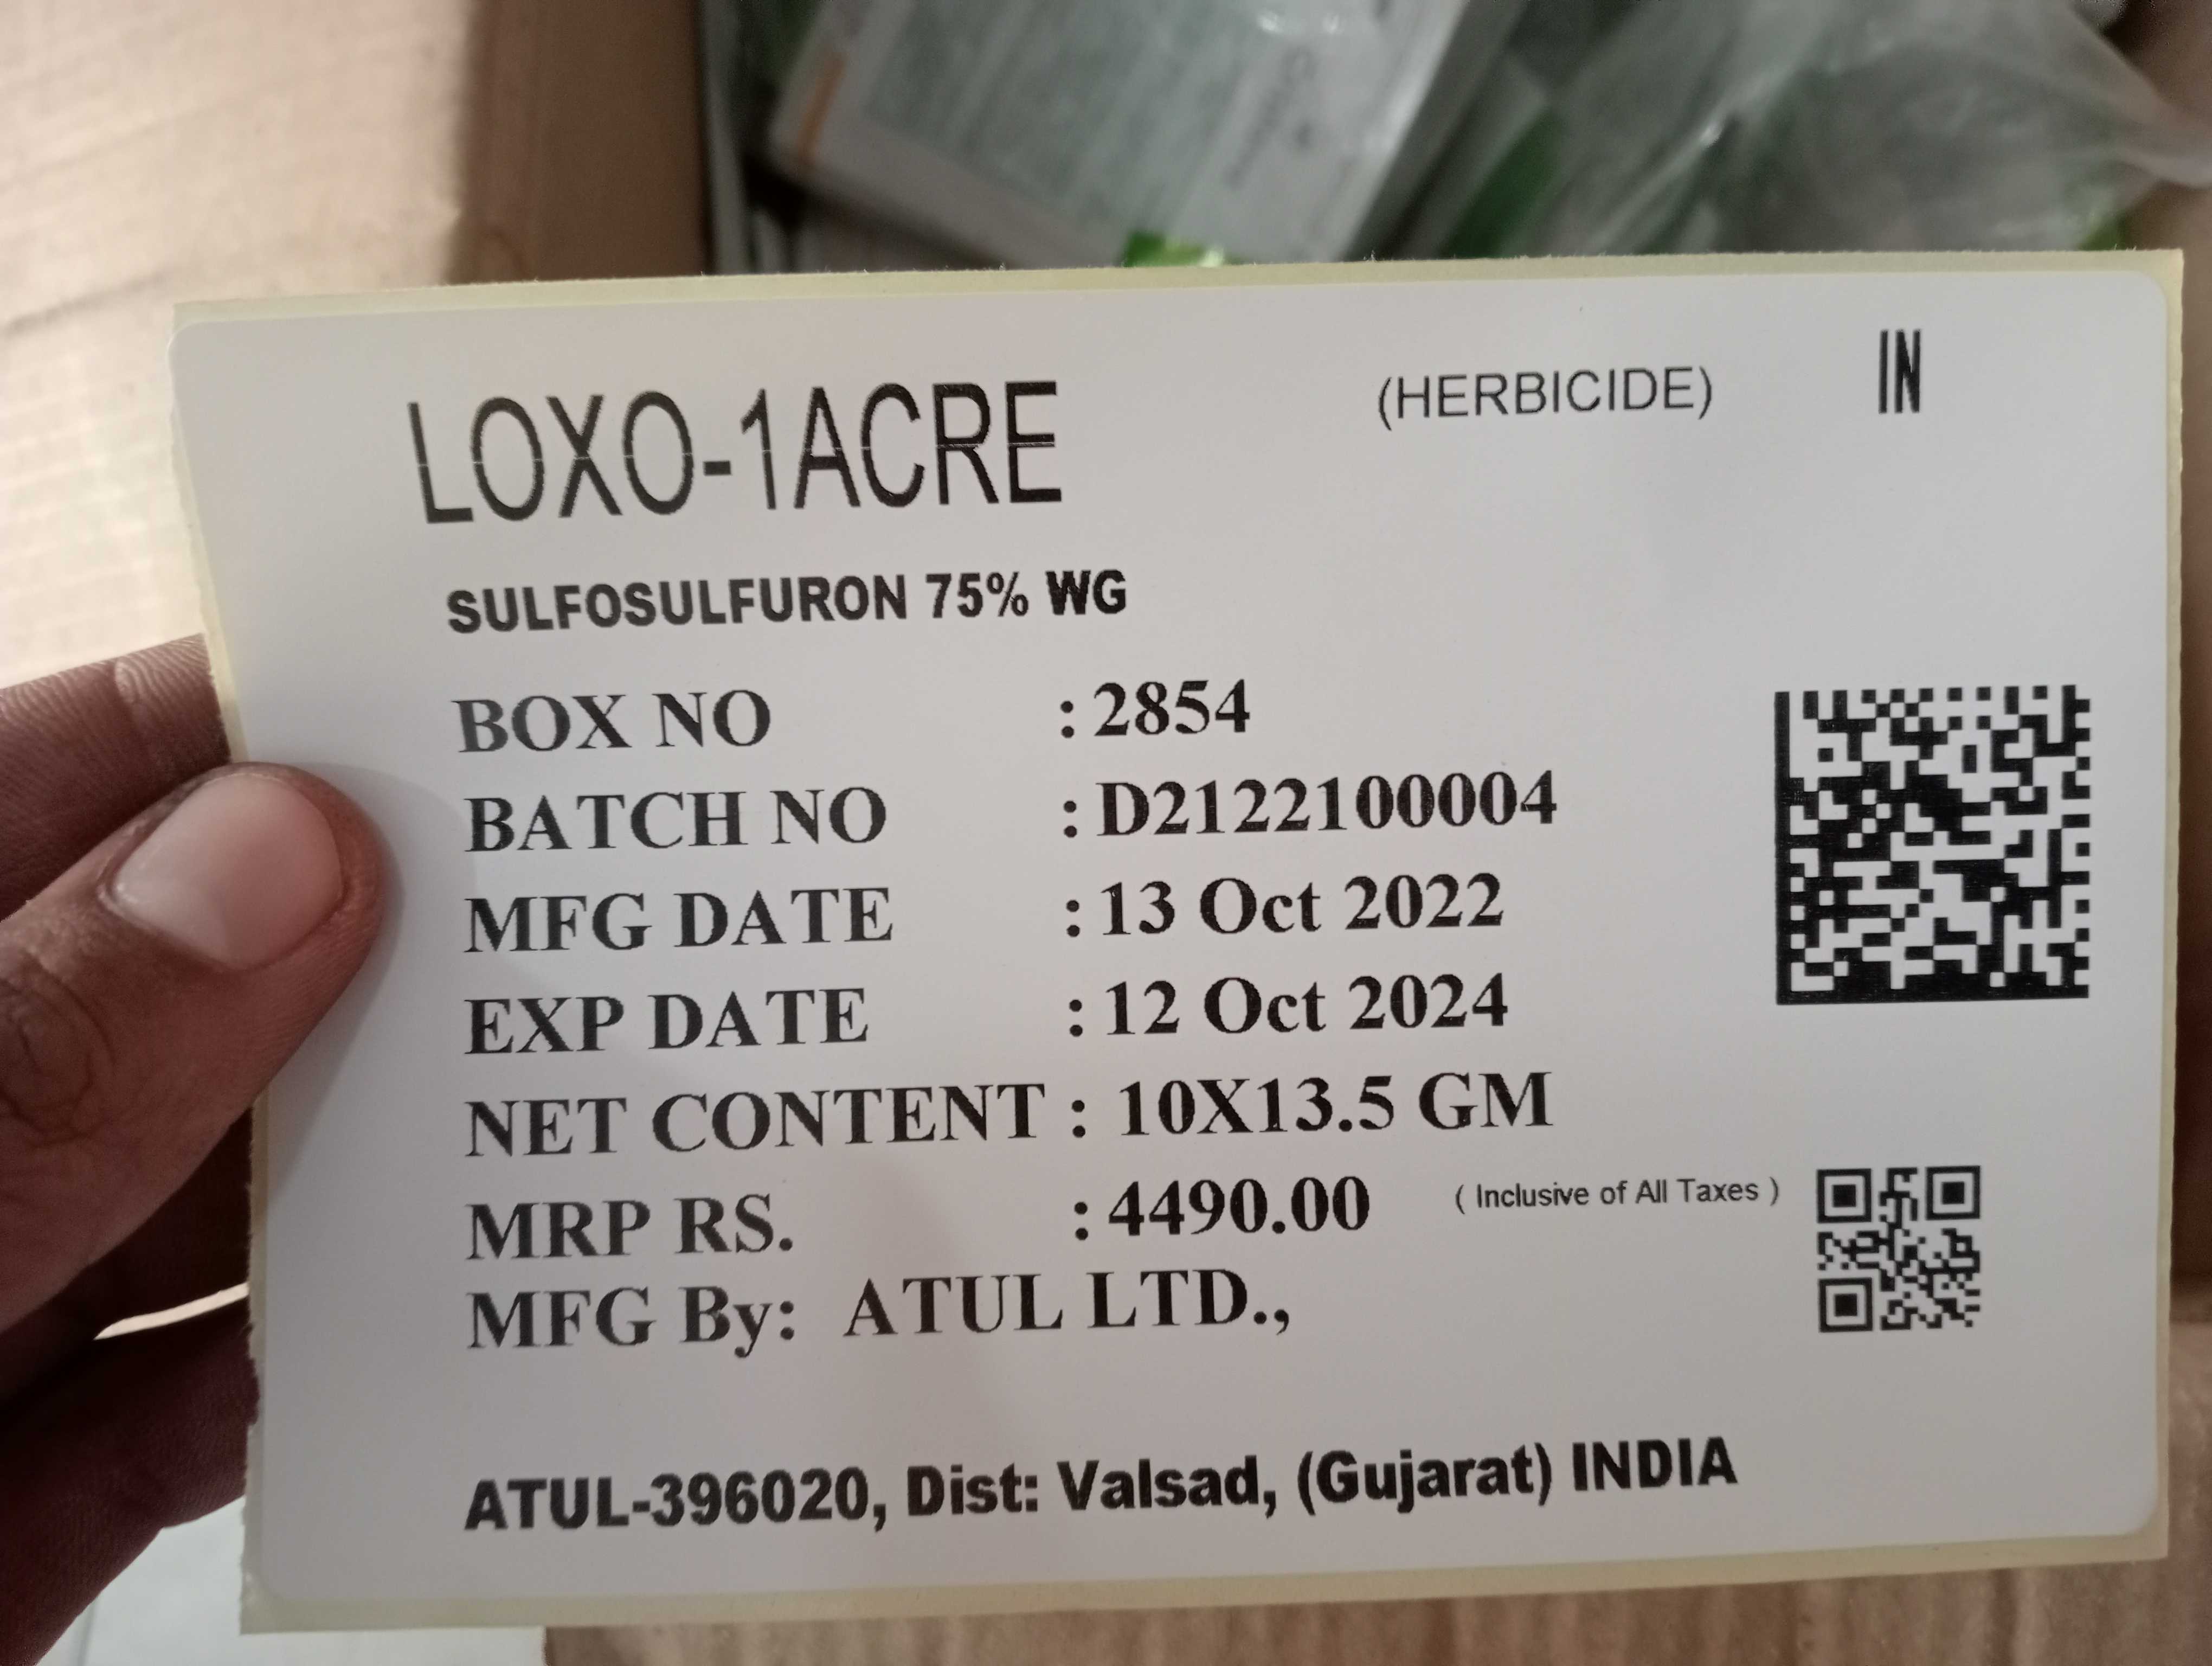 LOXO-1ACRE (HERBICIDE) IN
SULFOSULFURON 75% WG
BOX NO : 2854
BATCH NO : D2122100004
MFG DATE : 13 Oct 2022
EXP DATE : 12 Oct 2024
NET CONTENT : 10X13.5 GM
MRP RS. : 4490.00 ( Inclusive of All Taxes )
MFG By: ATUL LTD.,
ATUL-396020, Dist: Valsad, (Gujarat) INDIA